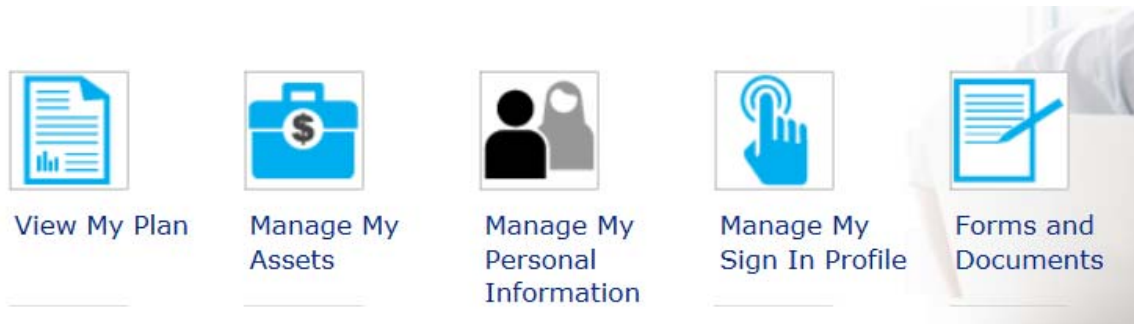 $
View My Plan
Manage My
Assets
Manage My
Personal
Information
Manage My
Sign In Profile
Forms and
Documents